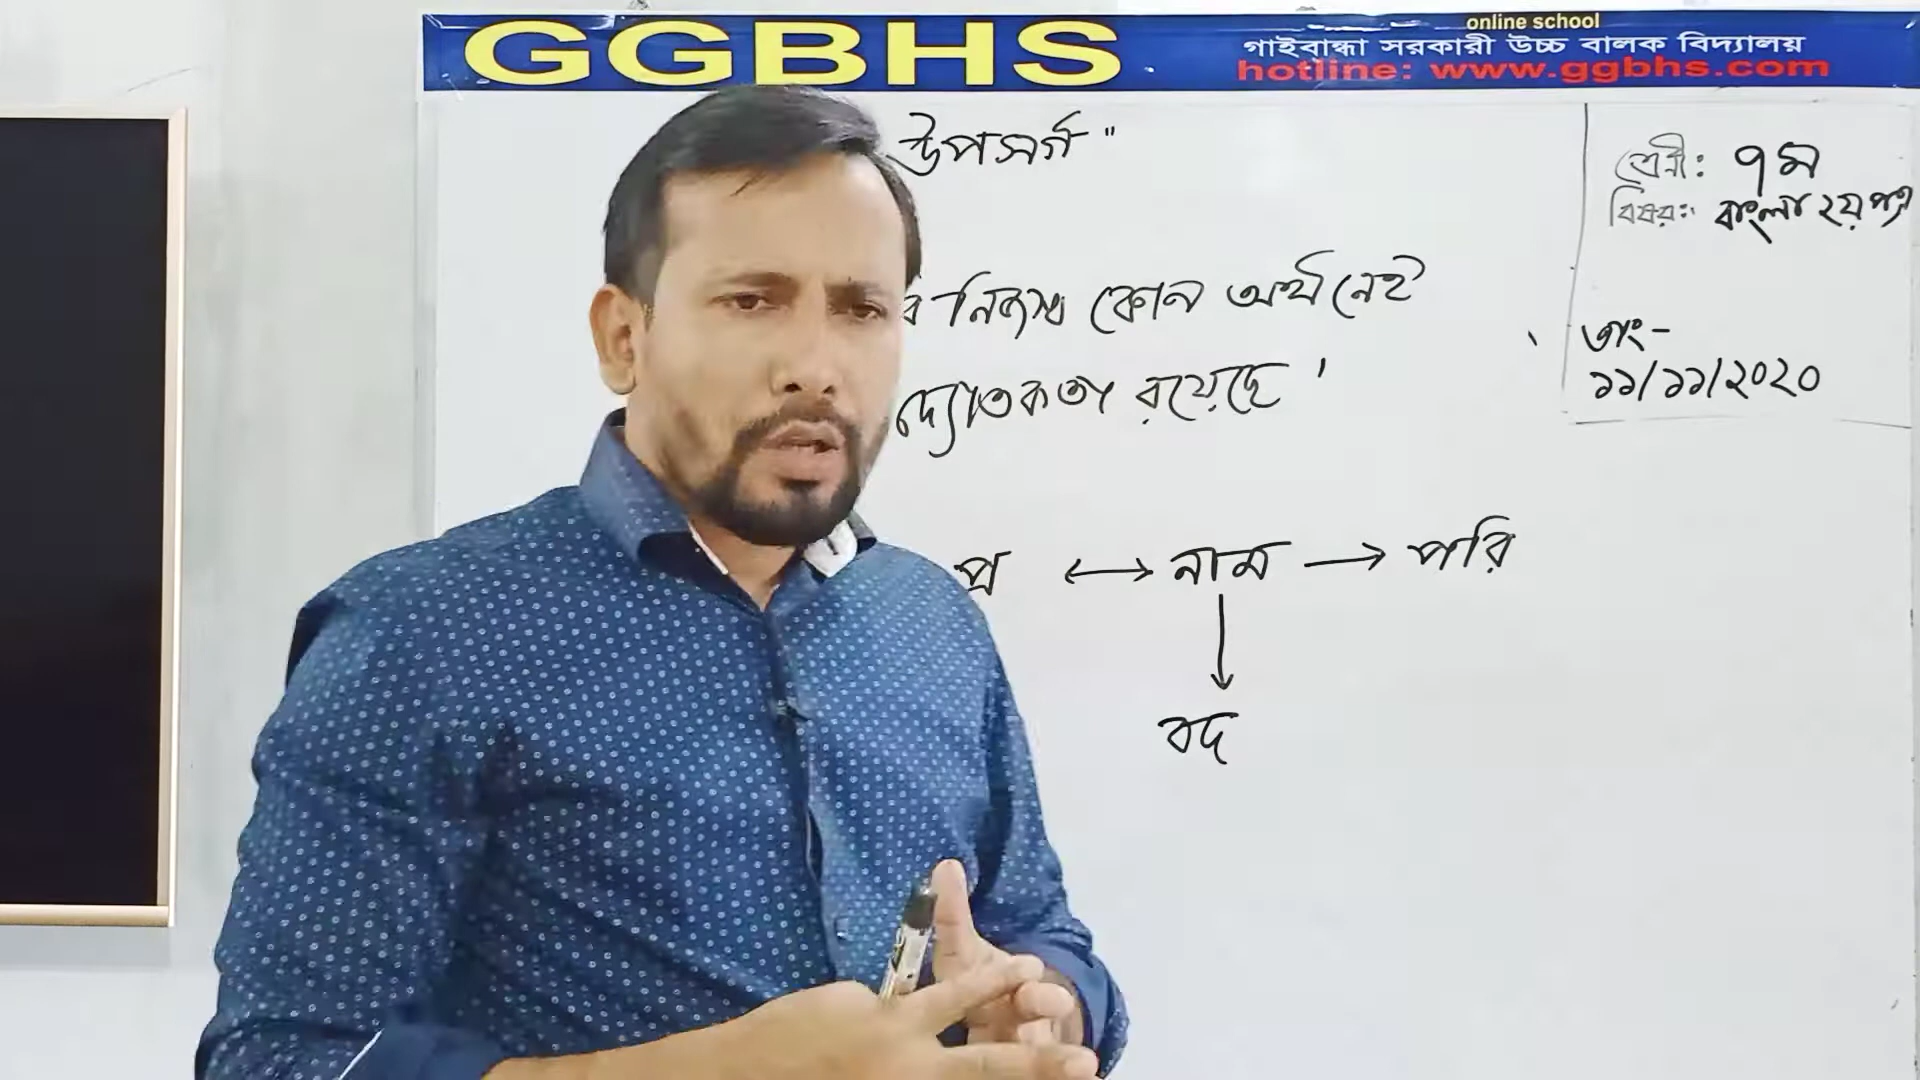 GGBHS
online school
গাইবান্ধা সরকারী উচ্চ বালক বিদ্যালয়
hotline: www.ggbhs.com
উপসর্গ"
শ্রেণী: ৭ম
বিষয়: বাংলা ২য় পত্র
র নিজস্ব কোন অর্থ নেই
তাং-
১১/১১/২০২০
দ্যোতকতা রয়েছে'
প্র ↔ নাম → পরি
বদ